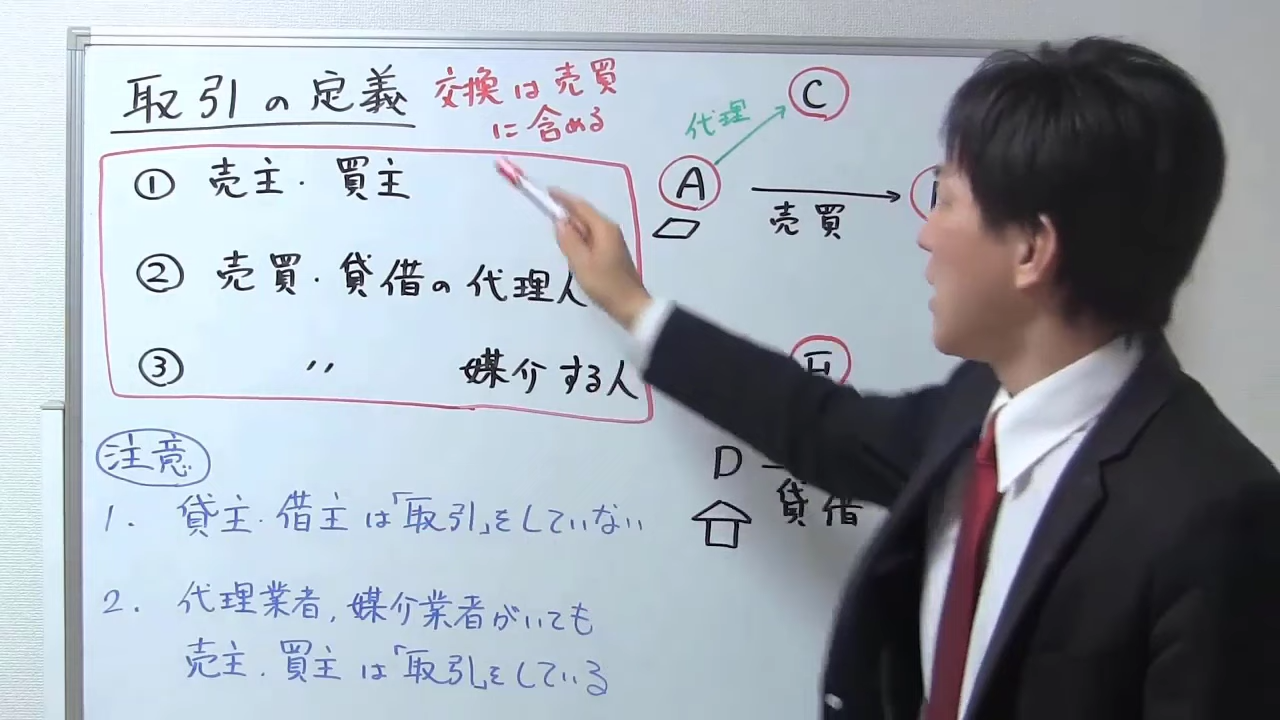 取引の定義
交換は売買
に含める
① 売主・買主
② 売買・貸借の代理人
③ 〃 媒介する人
注意
1. 貸主・借主は「取引」をしていない
2. 代理業者,媒介業者がいても
売主・買主は「取引」をしている
C
代理
A
売買
D
貸借